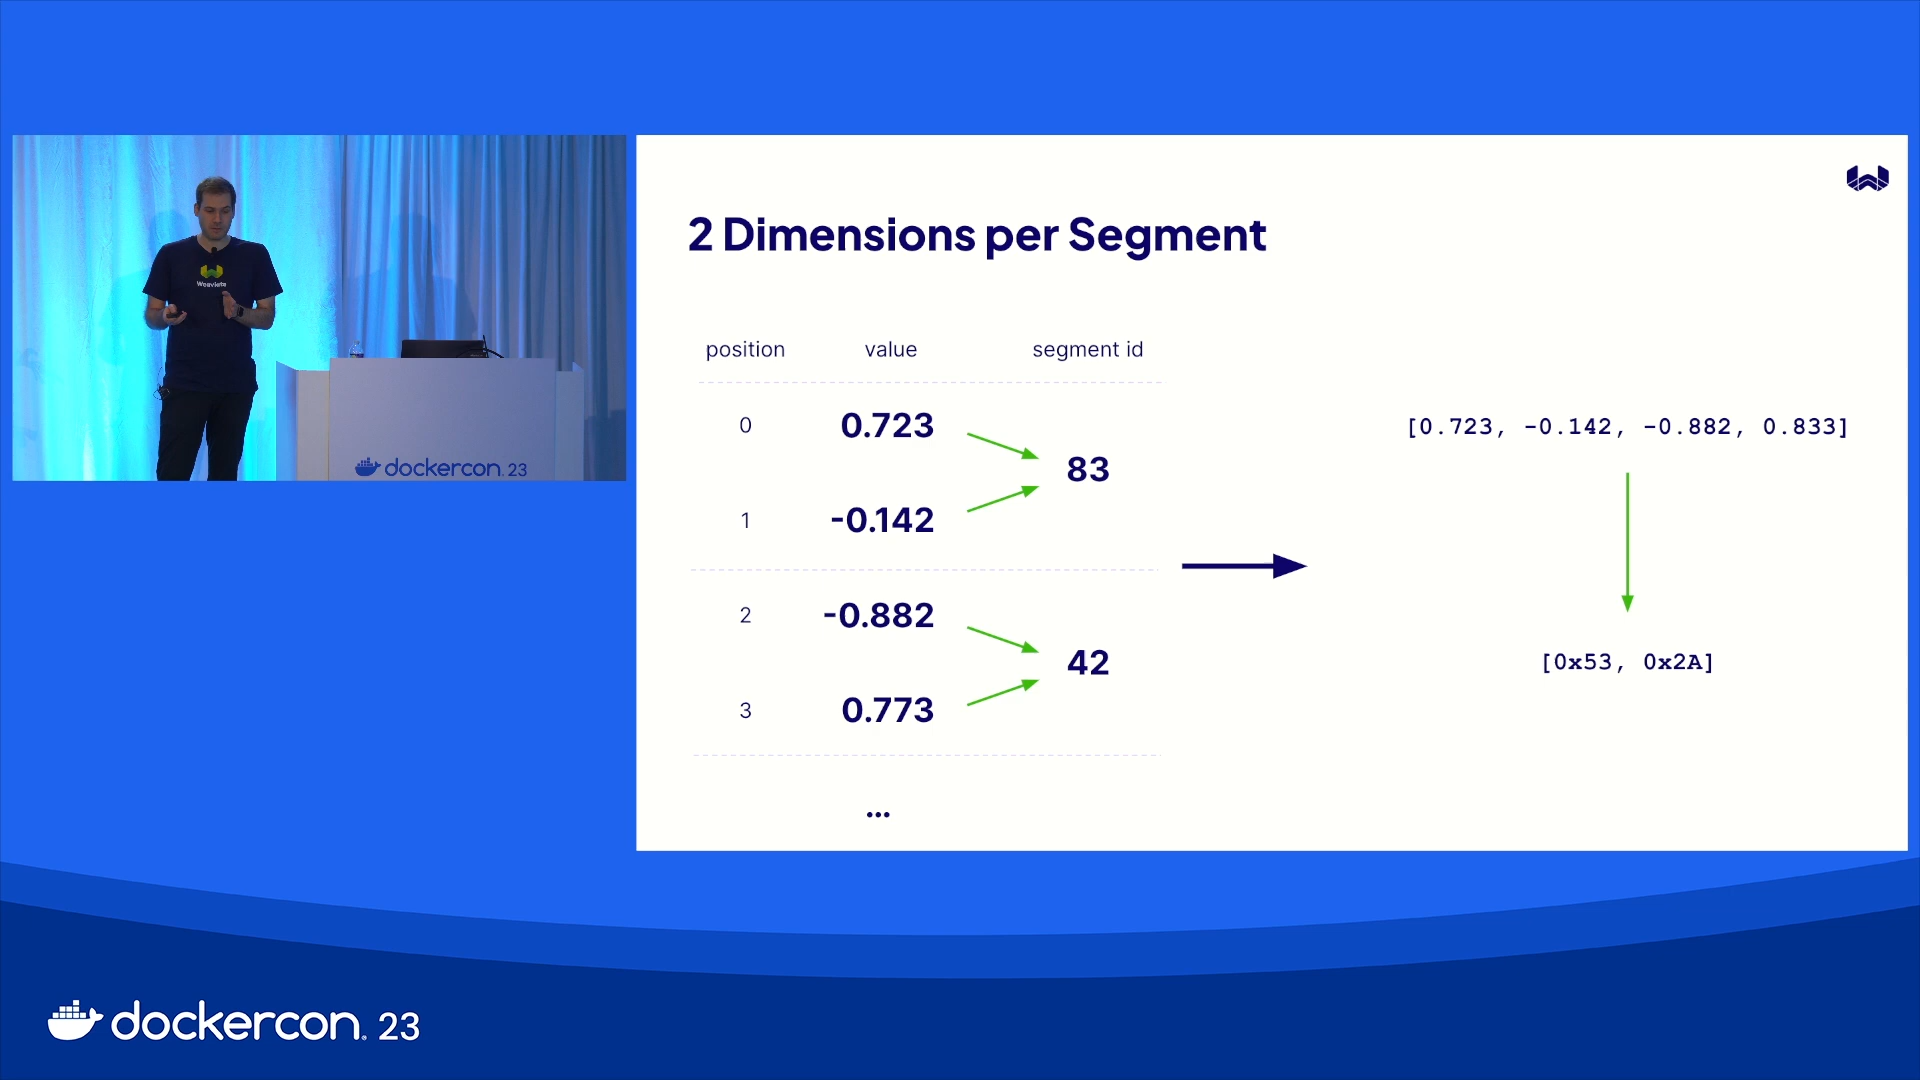 Weaviate
dockercon. 23
2 Dimensions per Segment
position value segment id
0 0.723
83
1 -0.142
2 -0.882
42
3 0.773
...
[0.723, -0.142, -0.882, 0.833]
[0x53, 0x2A]
dockercon. 23